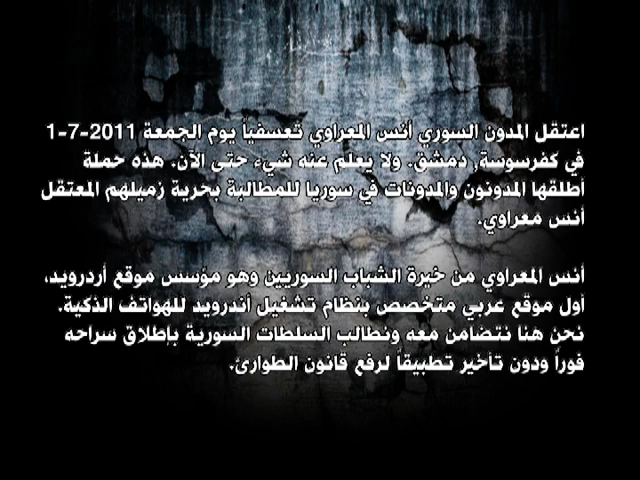 اعتقل المدون السوري أنس المعراوي تعسفياً يوم الجمعة 2011-7-1
في كفرسوسة, دمشق. ولا يعلم عنه شيء حتى الآن. هذه حملة
أطلقها المدونون والمدونات في سوريا للمطالبة بحرية زميلهم المعتقل
أنس معراوي.
أنس المعراوي من خيرة الشباب السوريين وهو مؤسس موقع أردرويد،
أول موقع عربي متخصص بنظام تشغيل أندرويد للهواتف الذكية.
نحن هنا نتضامن معه ونطالب السلطات السورية بإطلاق سراحه
فوراً ودون تأخير تطبيقاً لرفع قانون الطوارئ.